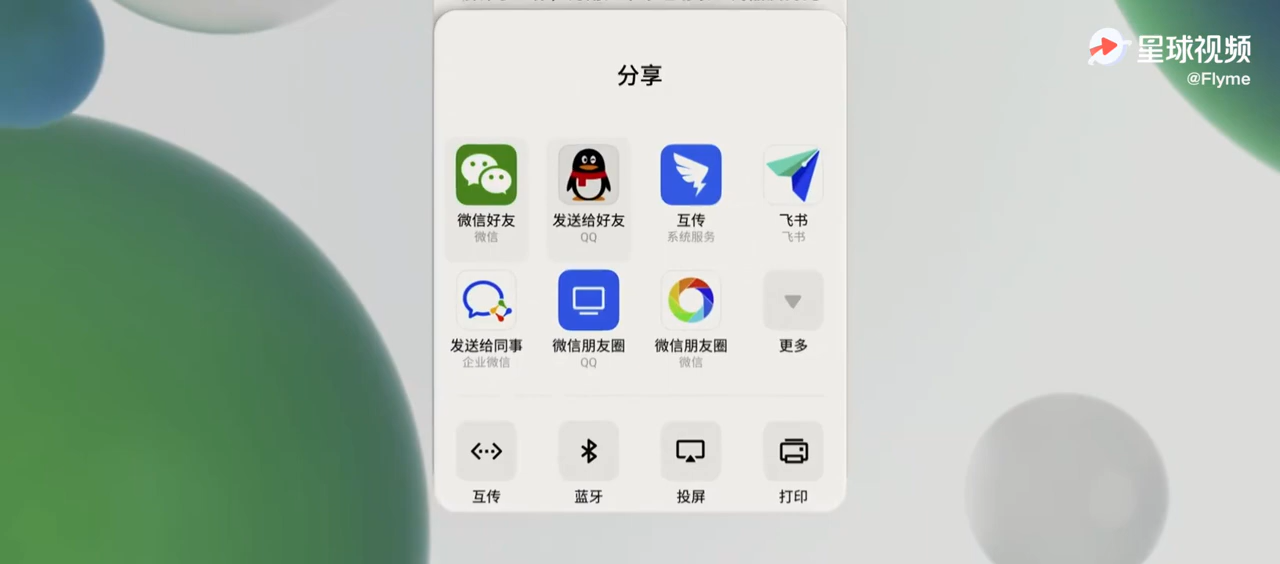 星球视频
@Flyme
分享
微信好友
微信
发送给好友
QQ
互传
系统服务
飞书
飞书
发送给同事
企业微信
微信朋友圈
QQ
微信朋友圈
微信
更多
互传
蓝牙
投屏
打印